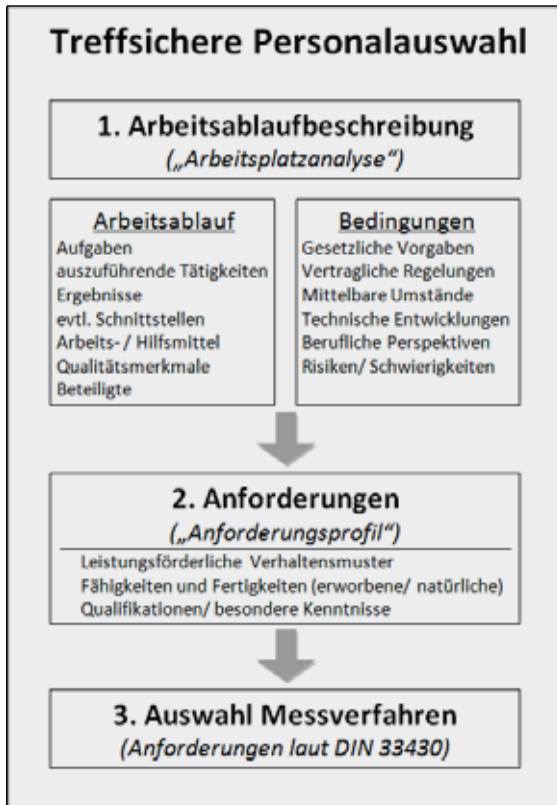 Treffsichere Personalauswahl
1. Arbeitsablaufbeschreibung
(„Arbeitsplatzanalyse“)
Arbeitsablauf
Aufgaben
auszuführende Tätigkeiten
Ergebnisse
evtl. Schnittstellen
Arbeits-/ Hilfsmittel
Qualitätsmerkmale
Beteiligte
Bedingungen
Gesetzliche Vorgaben
Vertragliche Regelungen
Mittelbare Umstände
Technische Entwicklungen
Berufliche Perspektiven
Risiken/ Schwierigkeiten
2. Anforderungen
(„Anforderungsprofil“)
Leistungsförderliche Verhaltensmuster
Fähigkeiten und Fertigkeiten (erworbene/ natürliche)
Qualifikationen/ besondere Kenntnisse
3. Auswahl Messverfahren
(Anforderungen laut DIN 33430)